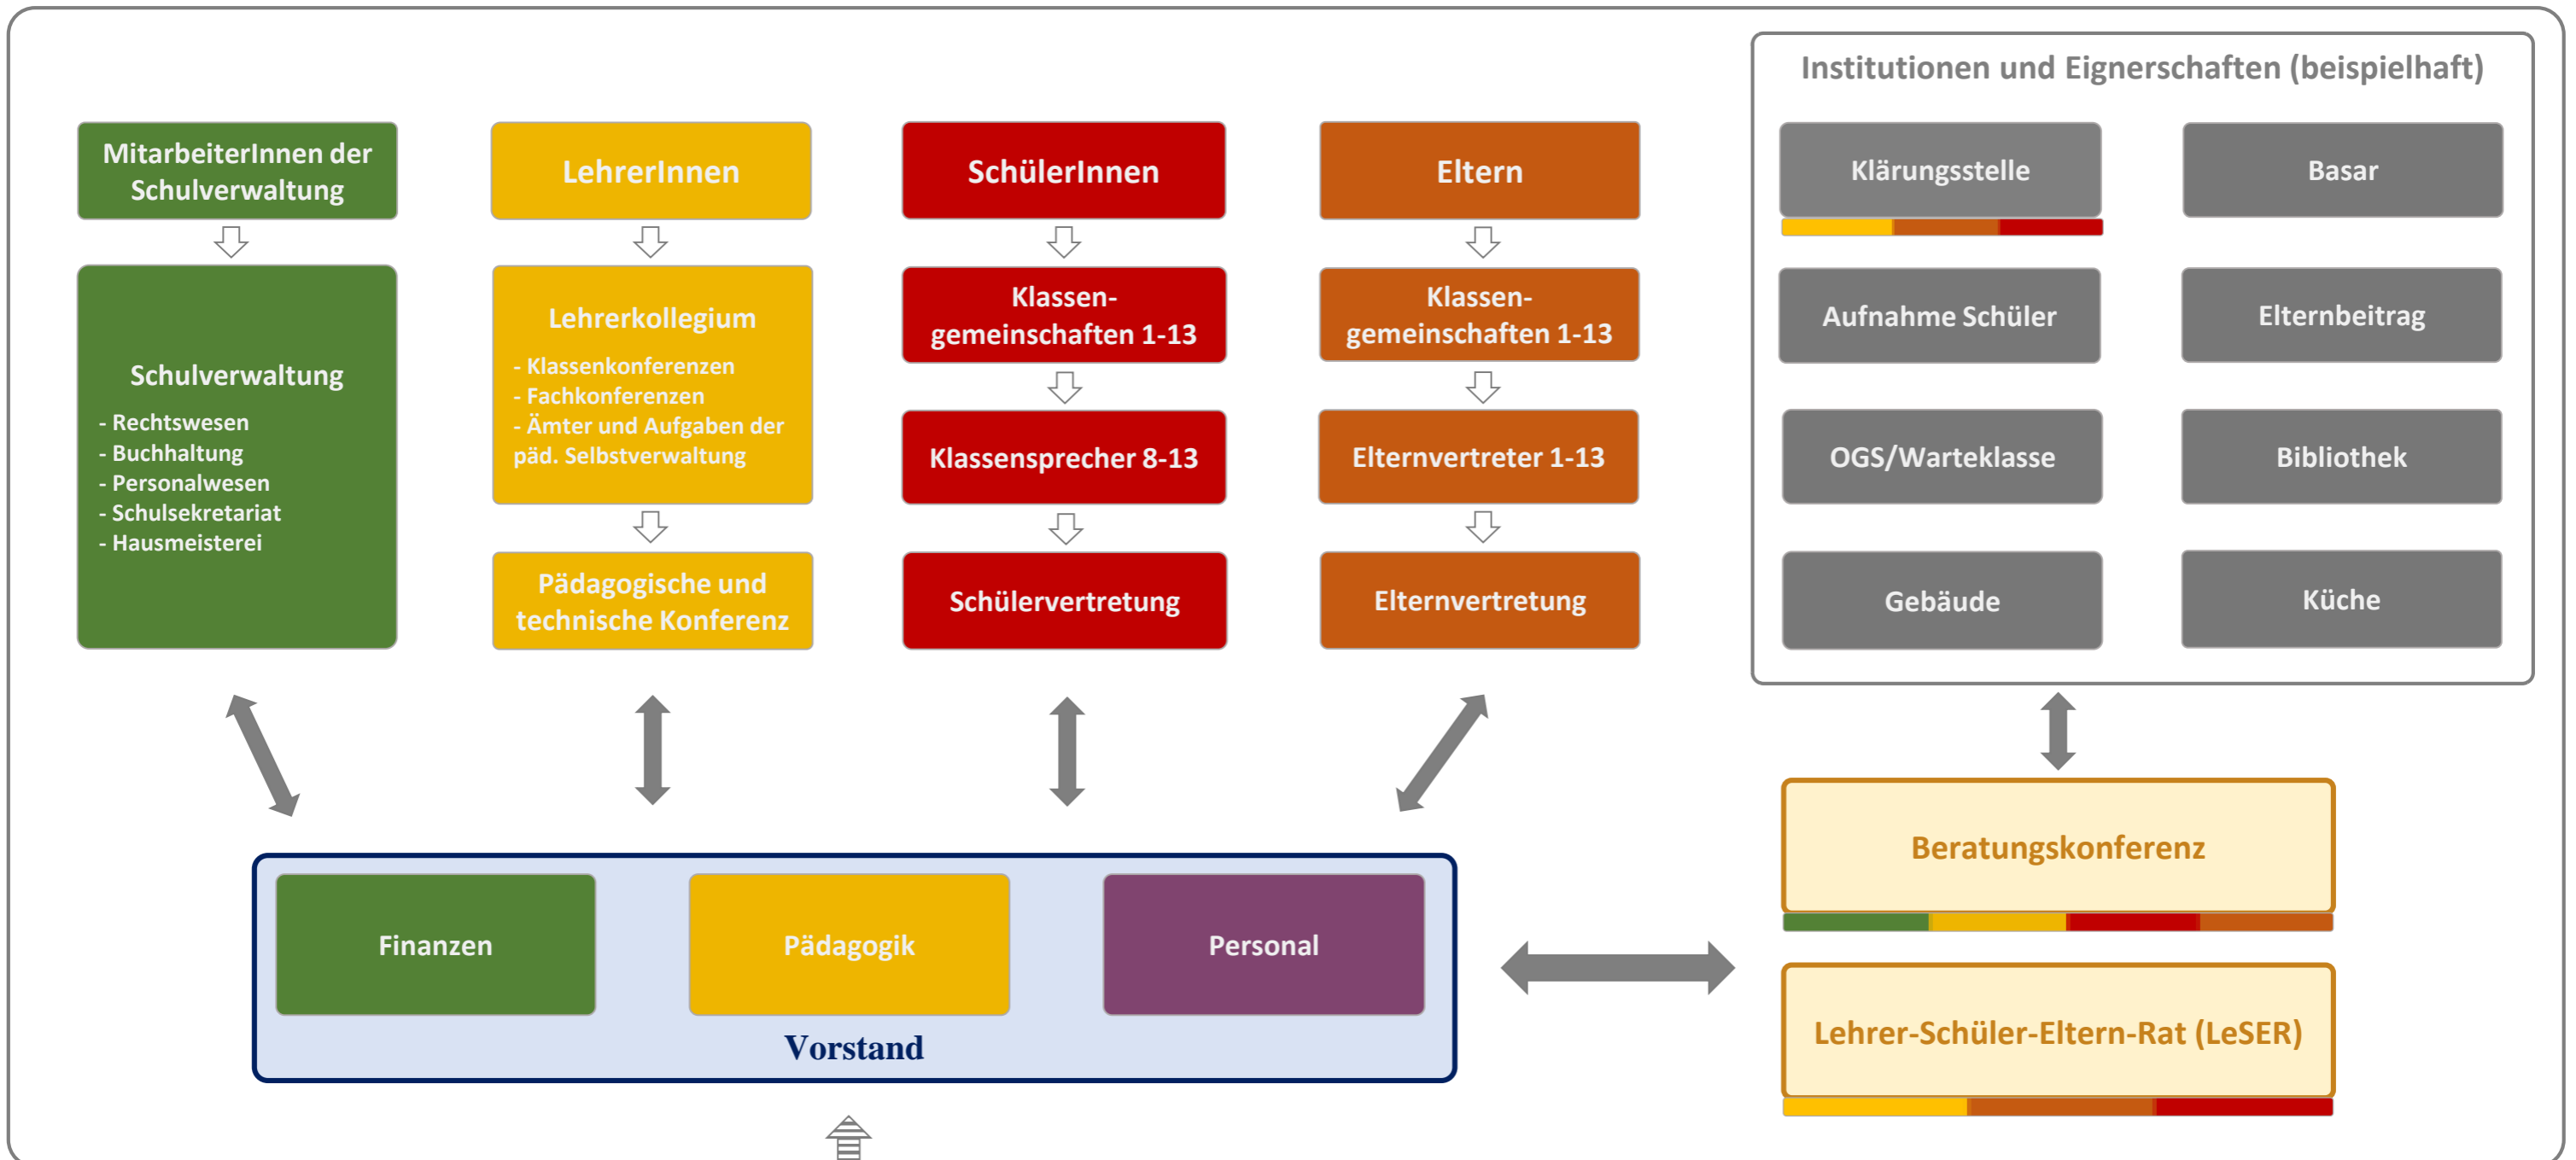 Institutionen und Eignerschaften (beispielhaft)
MitarbeiterInnen der
Schulverwaltung
LehrerInnen
SchülerInnen
Eltern
Klärungsstelle
Basar
Schulverwaltung
- Rechtswesen
- Buchhaltung
- Personalwesen
- Schulsekretariat
- Hausmeisterei
Lehrerkollegium
- Klassenkonferenzen
- Fachkonferenzen
- Ämter und Aufgaben der
päd. Selbstverwaltung
Pädagogische und
technische Konferenz
Klassen-
gemeinschaften 1-13
Klassensprecher 8-13
Schülervertretung
Klassen-
gemeinschaften 1-13
Elternvertreter 1-13
Elternvertretung
Aufnahme Schüler
Elternbeitrag
OGS/Warteklasse
Bibliothek
Gebäude
Küche
Finanzen
Pädagogik
Personal
Vorstand
Beratungskonferenz
Lehrer-Schüler-Eltern-Rat (LeSER)